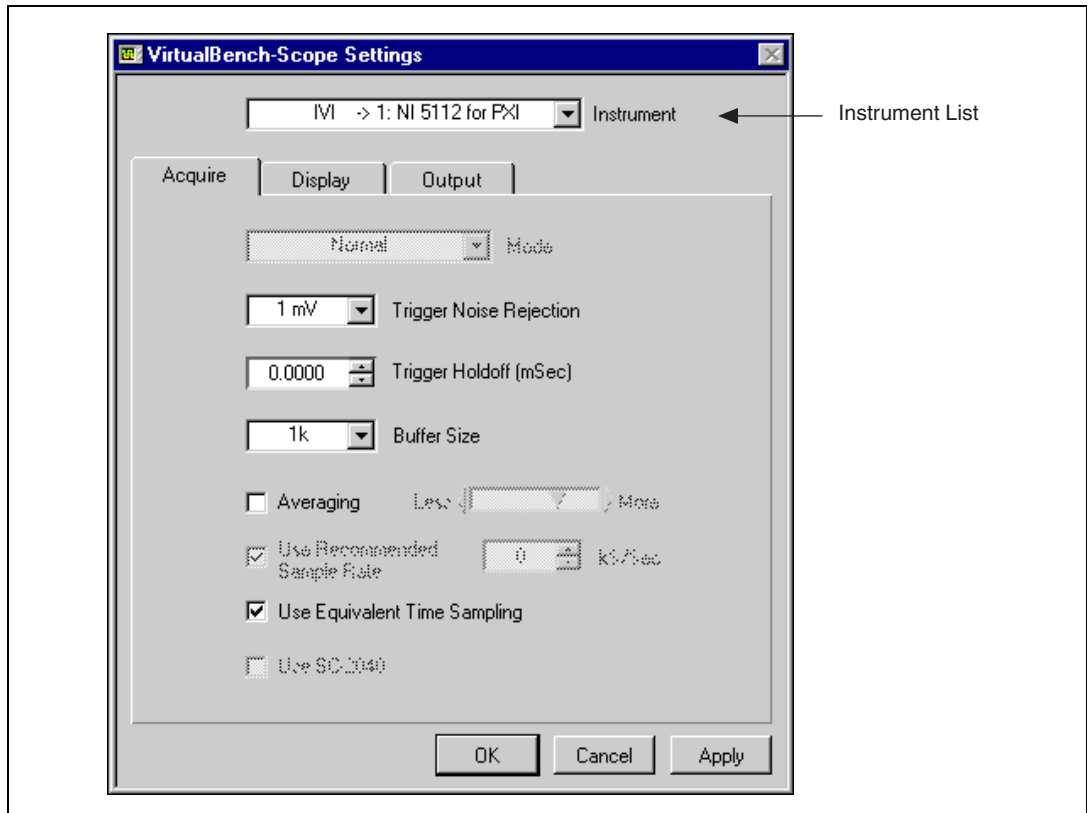 VirtualBench-Scope Settings
IVI -> 1: NI 5112 for PXI Instrument
Instrument List
Acquire Display Output
Normal Mode
1 mV Trigger Noise Rejection
0.0000 Trigger Holdoff (mSec)
1k Buffer Size
Averaging Less More
Use Recommended
Sample Rate
0 kS/Sec
Use Equivalent Time Sampling
Use SC-2040
OK Cancel Apply